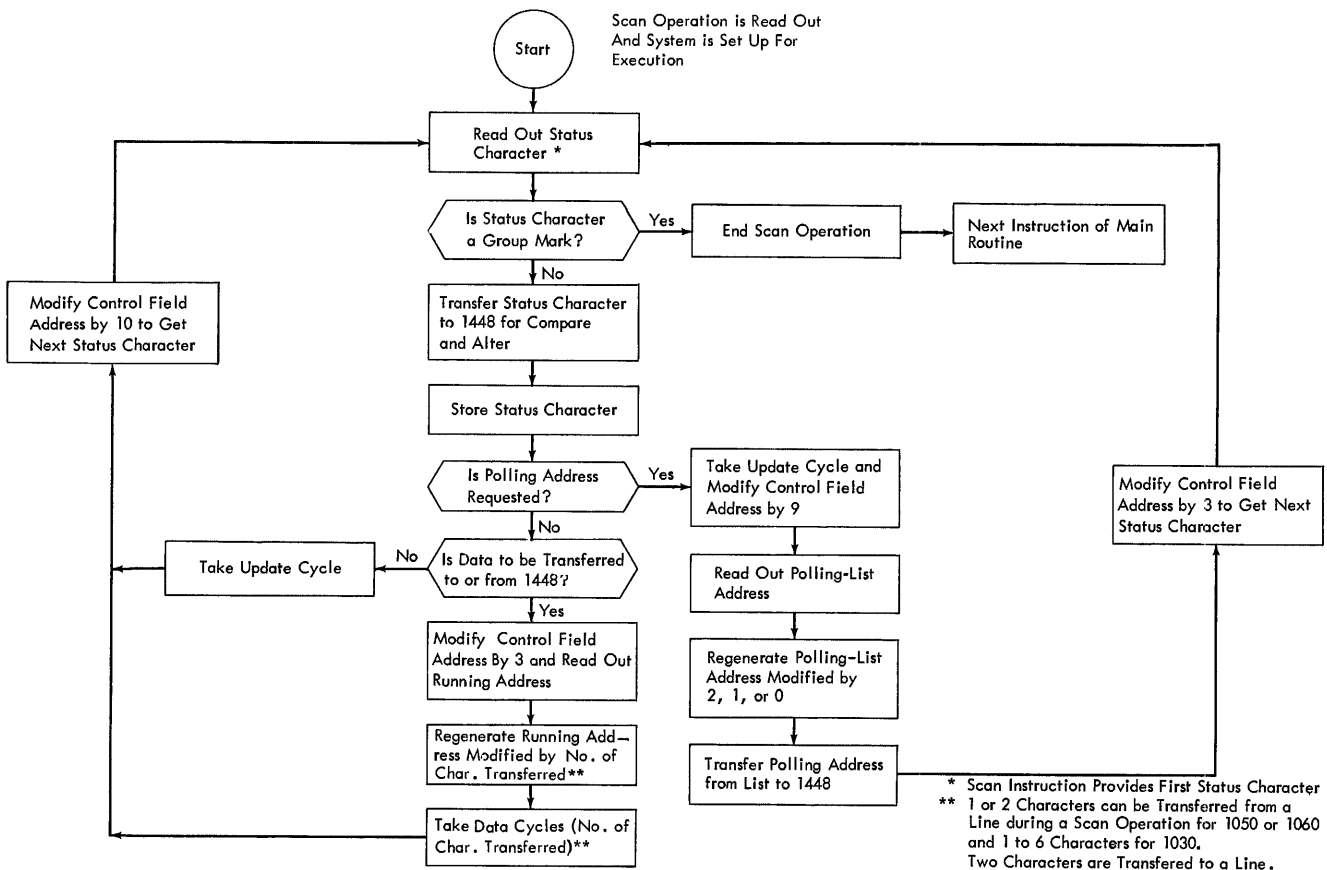 Start
Scan Operation is Read Out
And System is Set Up For
Execution
Read Out Status
Character *
Is Status Character
a Group Mark?
Yes
End Scan Operation
Next Instruction of Main
Routine
No
Transfer Status Character
to 1448 for Compare
and Alter
Modify Control Field
Address by 10 to Get
Next Status Character
Store Status Character
Is Polling Address
Requested?
Yes
Take Update Cycle and
Modify Control Field
Address by 9
Modify Control Field
Address by 3 to Get Next
Status Character
No
Is Data to be Transferred
to or from 1448?
No
Take Update Cycle
Read Out Polling-List
Address
Yes
Modify Control Field
Address By 3 and Read Out
Running Address
Regenerate Polling-List
Address Modified by
2, 1, or 0
Regenerate Running Add-
ress Modified by No. of
Char. Transferred**
Transfer Polling Address
from List to 1448
Take Data Cycles (No. of
Char. Transferred)**
* Scan Instruction Provides First Status Character
** 1 or 2 Characters can be Transferred from a
Line during a Scan Operation for 1050 or 1060
and 1 to 6 Characters for 1030.
Two Characters are Transfered to a Line.